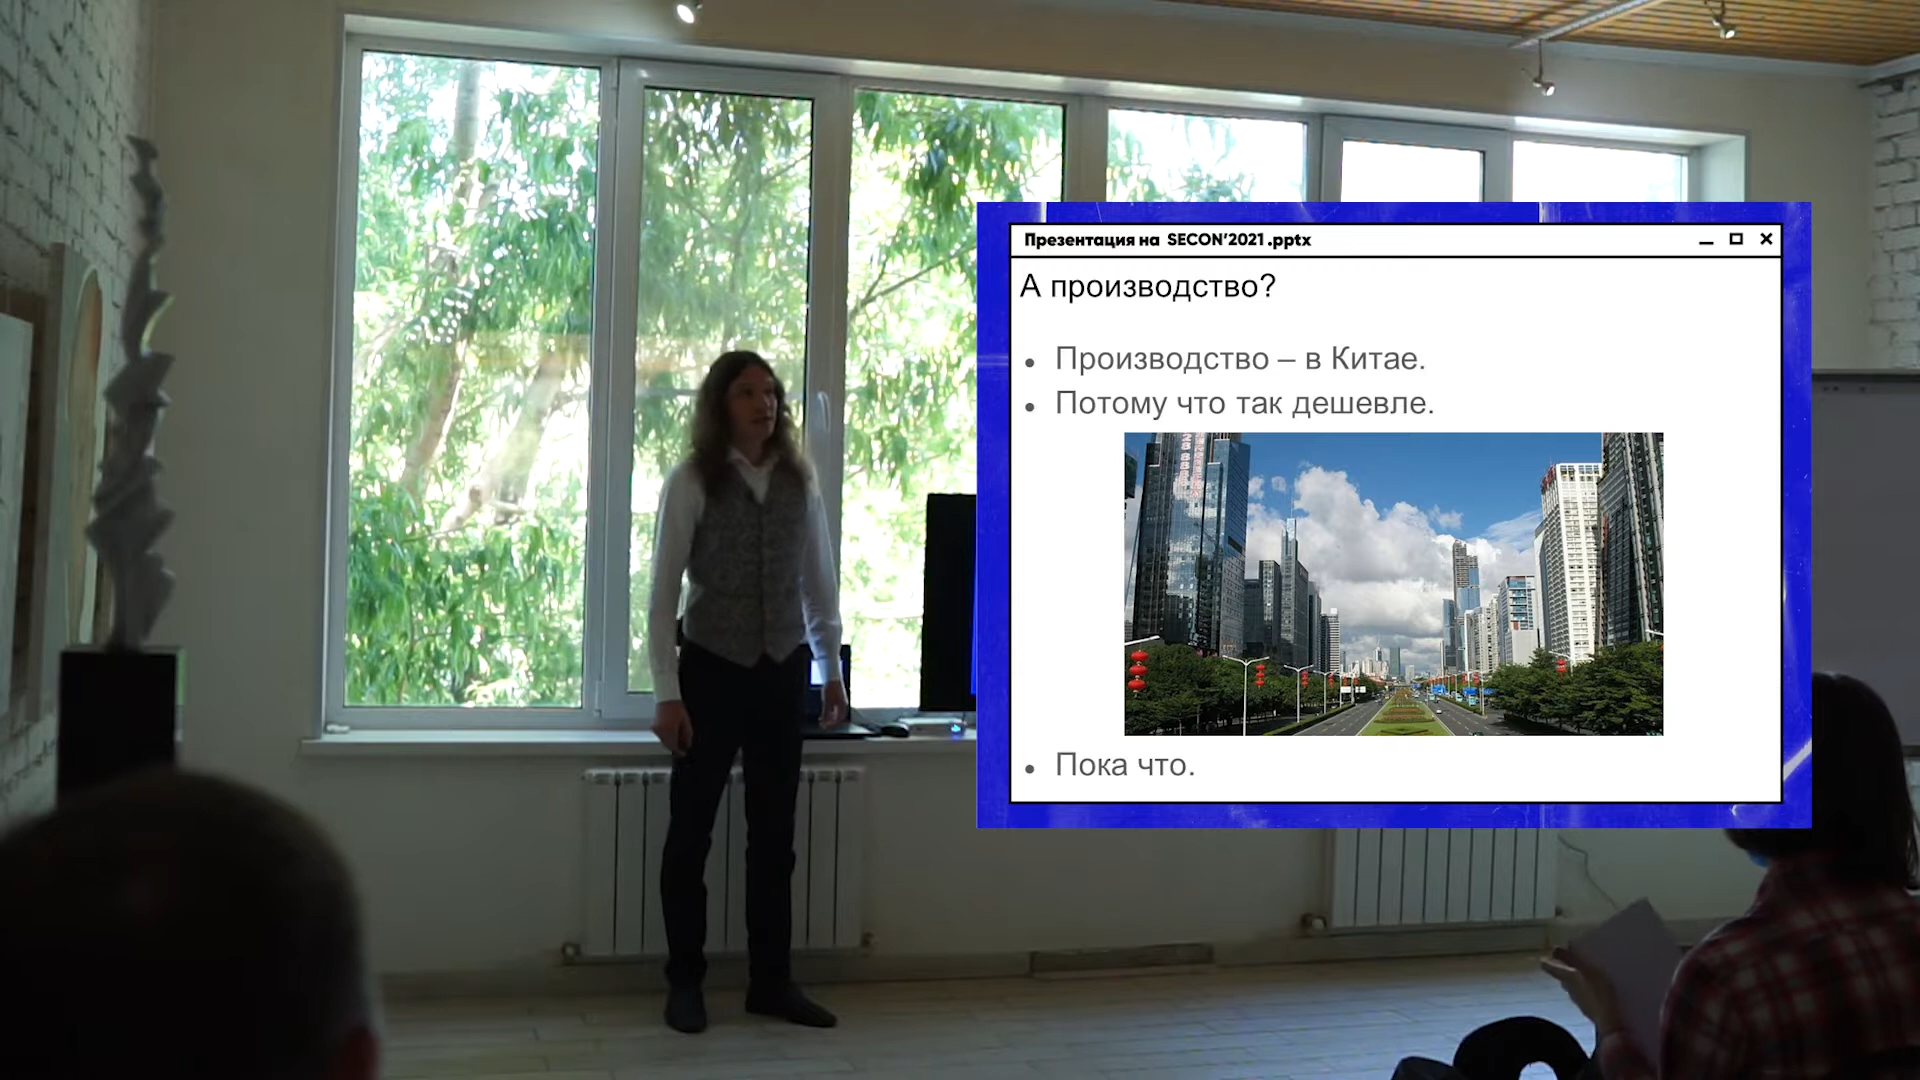 Презентация на SECON'2021.pptx
А производство?
• Производство – в Китае.
• Потому что так дешевле.
• Пока что.